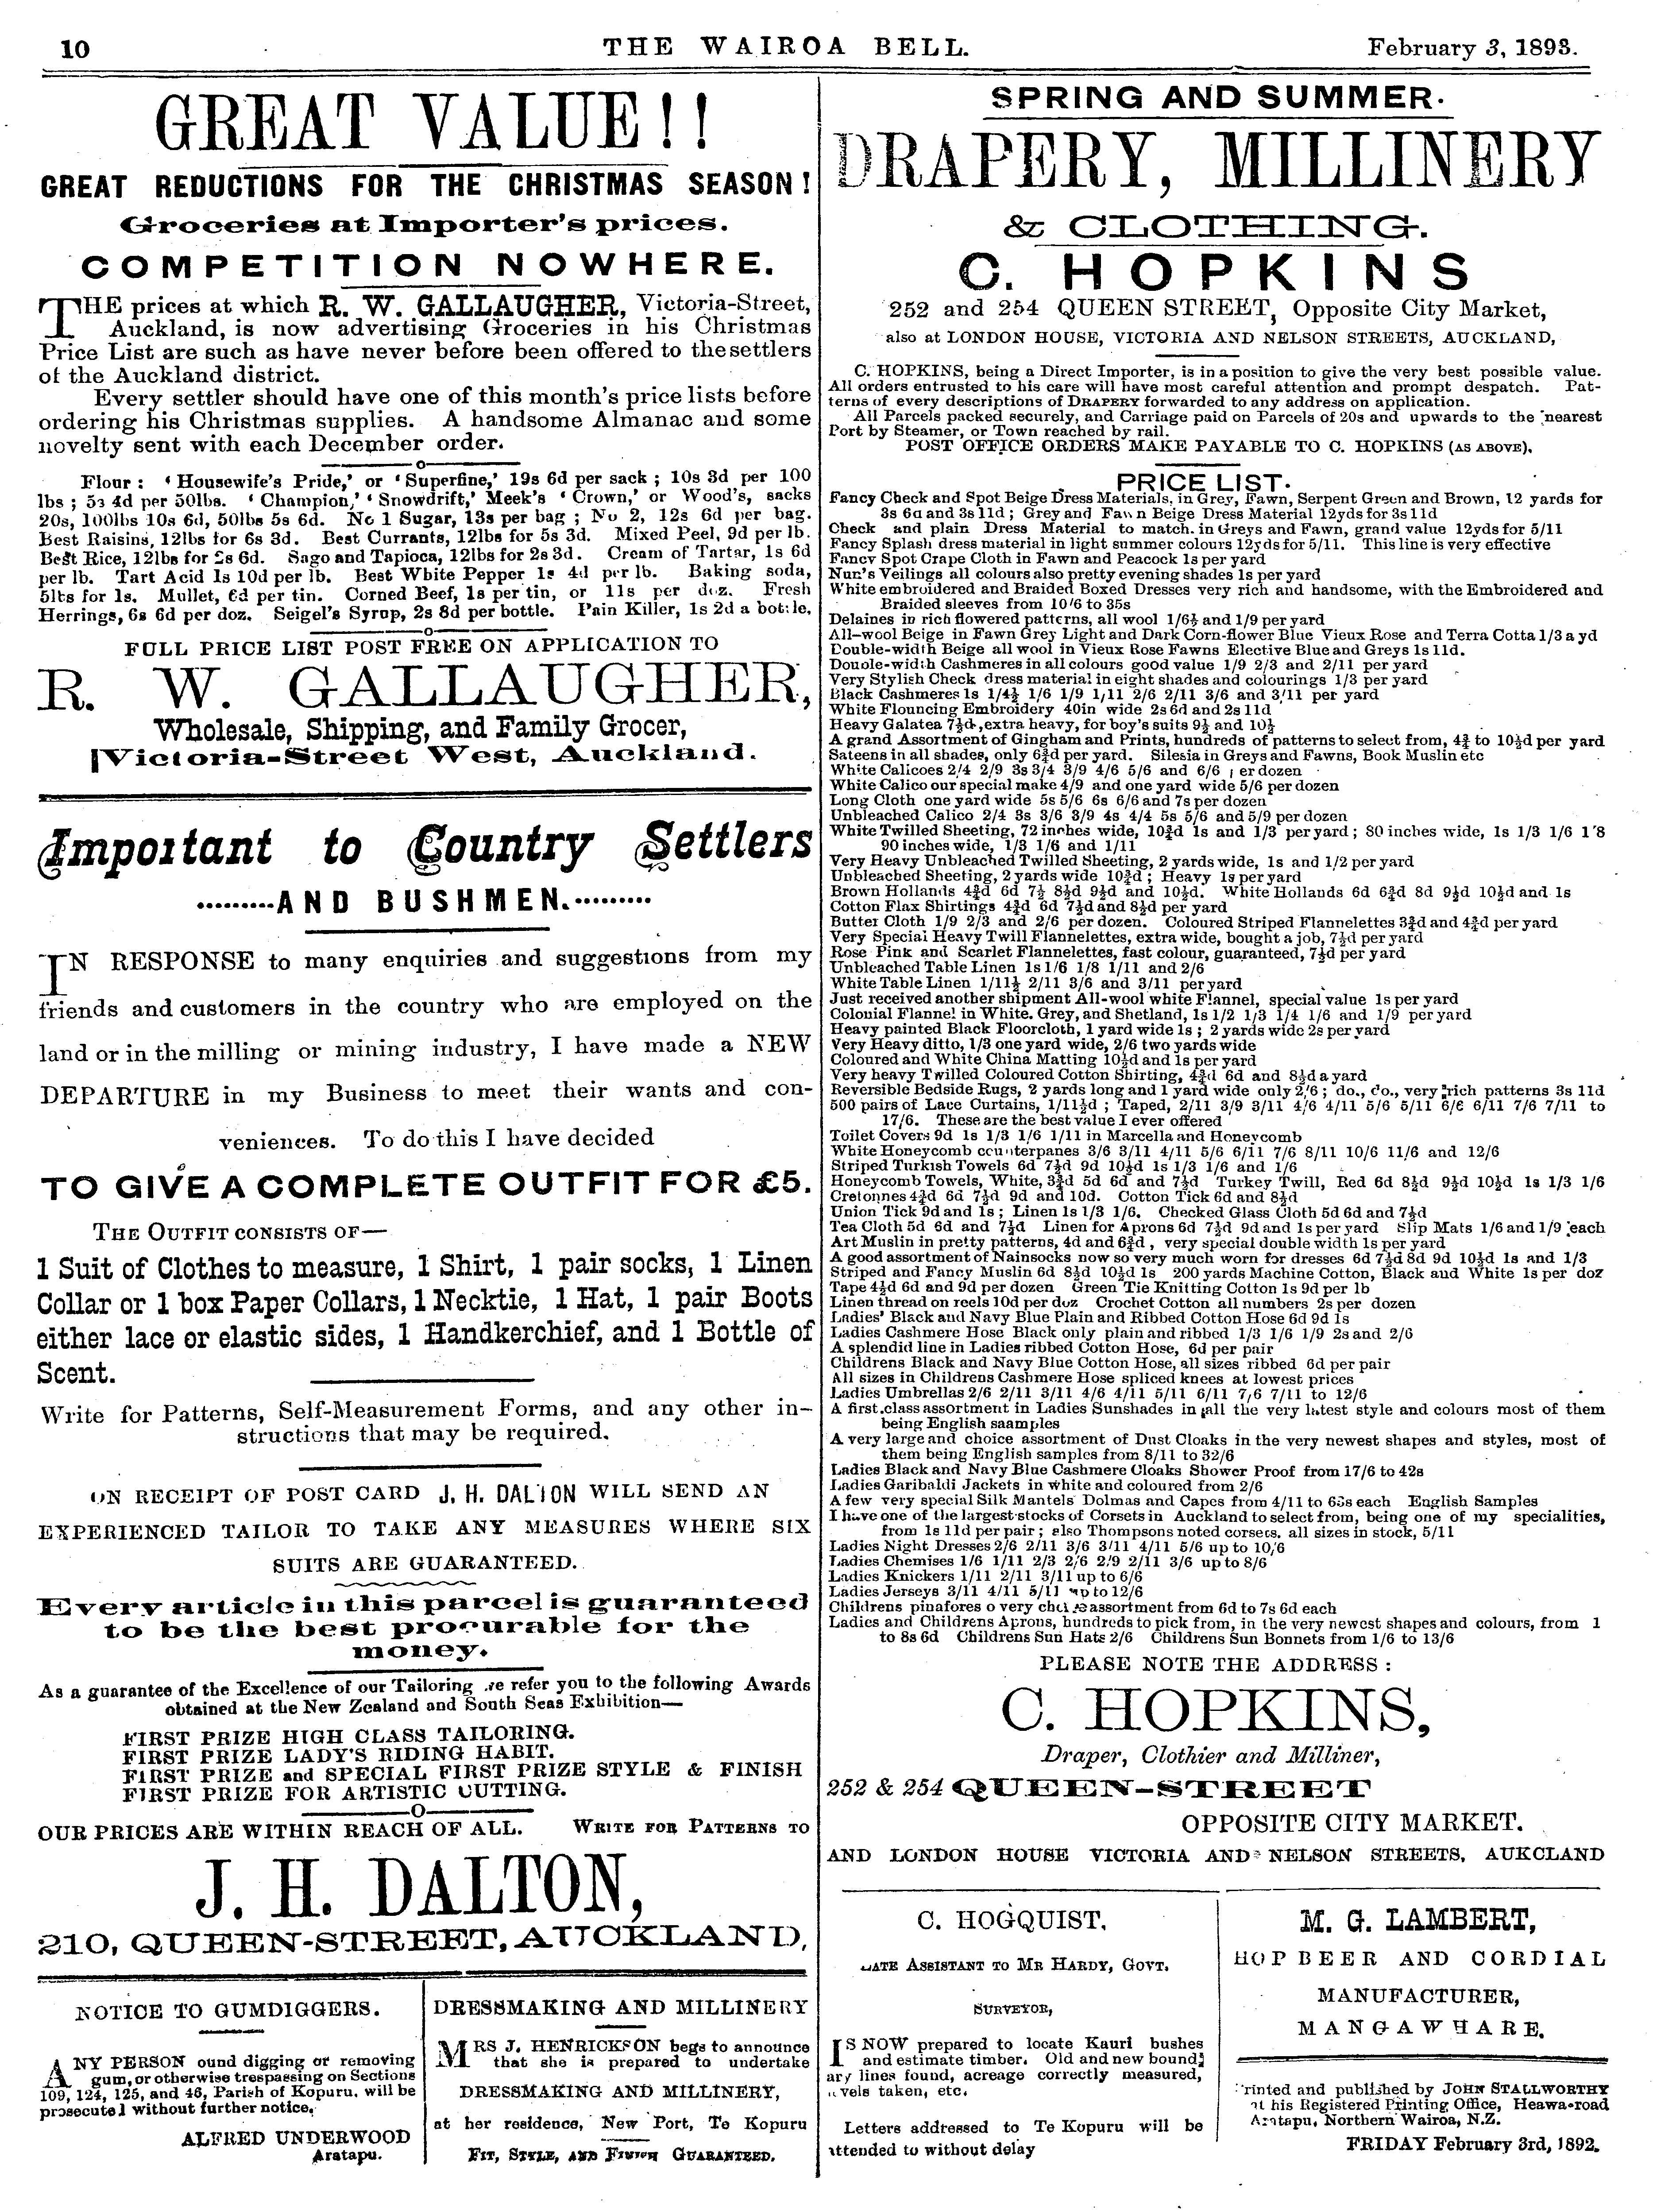 10
THE WAIROA BELL.
February 3, 1893.
GREAT VALUE!!
GREAT REDUCTIONS FOR THE CHRISTMAS SEASON!
Groceries at Importer's prices.
COMPETITION NOWHERE.
THE prices at which R. W. GALLAUGHER, Victoria-Street,
Auckland, is now advertising Groceries in his Christmas
Price List are such as have never before been offered to the settlers
of the Auckland district.
Every settler should have one of this month's price lists before
ordering his Christmas supplies. A handsome Almanac and some
novelty sent with each December order.
Flour: 'Housewife's Pride,' or 'Superfine,' 19s 6d per sack; 10s 3d per 100
lbs; 5s 4d per 50lbs. 'Champion,' 'Snowdrift,' Meek's 'Crown,' or Wood's, sacks
20s, 100lbs 10s 6d, 50lbs 5s 6d. No 1 Sugar, 13s per bag; No 2, 12s 6d per bag.
Best Raisins, 12lbs for 6s 3d. Best Currants, 12lbs for 5s 3d. Mixed Peel, 9d per lb.
Best Rice, 12lbs for 2s 6d. Sago and Tapioca, 12lbs for 2s 3d. Cream of Tartar, 1s 6d
per lb. Tart Acid 1s 10d per lb. Best White Pepper 1s 4d per lb. Baking soda,
5lbs for 1s. Mullet, 6d per tin. Corned Beef, 1s per tin, or 11s per doz. Fresh
Herrings, 6s 6d per doz. Seigel's Syrup, 2s 8d per bottle. Pain Killer, 1s 2d a bottle.
FULL PRICE LIST POST FREE ON APPLICATION TO
R. W. GALLAUGHER,
Wholesale, Shipping, and Family Grocer,
Victoria-Street West, Auckland.
Important to Country Settlers
.........AND BUSHMEN..........
IN RESPONSE to many enquiries and suggestions from my
friends and customers in the country who are employed on the
land or in the milling or mining industry, I have made a NEW
DEPARTURE in my Business to meet their wants and con-
veniences. To do this I have decided
TO GIVE A COMPLETE OUTFIT FOR £5.
THE OUTFIT CONSISTS OF—
1 Suit of Clothes to measure, 1 Shirt, 1 pair socks, 1 Linen
Collar or 1 box Paper Collars, 1 Necktie, 1 Hat, 1 pair Boots
either lace or elastic sides, 1 Handkerchief, and 1 Bottle of
Scent.
Write for Patterns, Self-Measurement Forms, and any other in-
structions that may be required.
ON RECEIPT OF POST CARD J. H. DALTON WILL SEND AN
EXPERIENCED TAILOR TO TAKE ANY MEASURES WHERE SIX
SUITS ARE GUARANTEED.
Every article in this parcel is guaranteed
to be the best procurable for the
money.
As a guarantee of the Excellence of our Tailoring we refer you to the following Awards
obtained at the New Zealand and South Seas Exhibition—
FIRST PRIZE HIGH CLASS TAILORING.
FIRST PRIZE LADY'S RIDING HABIT.
FIRST PRIZE and SPECIAL FIRST PRIZE STYLE & FINISH
FIRST PRIZE FOR ARTISTIC CUTTING.
OUR PRICES ARE WITHIN REACH OF ALL. WRITE FOR PATTERNS TO
J. H. DALTON,
210, QUEEN-STREET, AUCKLAND,
NOTICE TO GUMDIGGERS.
ANY PERSON ound digging or removing
gum, or otherwise trespassing on Sections
109, 124, 125, and 46, Parish of Kopuru, will be
prosecuted without further notice.
ALFRED UNDERWOOD
Aratapu.
DRESSMAKING AND MILLINERY
MRS J. HENRICKSON begs to announce
that she is prepared to undertake
DRESSMAKING AND MILLINERY,
at her residence, New Port, Te Kopuru
FIT, STYLE, AND FINISH GUARANTEED.
SPRING AND SUMMER.
DRAPERY, MILLINERY
& CLOTHING.
C. HOPKINS
252 and 254 QUEEN STREET, Opposite City Market,
also at LONDON HOUSE, VICTORIA AND NELSON STREETS, AUCKLAND,
C. HOPKINS, being a Direct Importer, is in a position to give the very best possible value.
All orders entrusted to his care will have most careful attention and prompt despatch. Pat-
terns of every descriptions of DRAPERY forwarded to any address on application.
All Parcels packed securely, and Carriage paid on Parcels of 20s and upwards to the nearest
Port by Steamer, or Town reached by rail.
POST OFFICE ORDERS MAKE PAYABLE TO C. HOPKINS (AS ABOVE).
PRICE LIST.
Fancy Check and Spot Beige Dress Materials, in Grey, Fawn, Serpent Green and Brown, 12 yards for
3s 6d and 3s 11d; Grey and Fawn Beige Dress Material 12yds for 3s 11d
Check and plain Dress Material to match. in Greys and Fawn, grand value 12yds for 5/11
Fancy Splash dress material in light summer colours 12yds for 5/11. This line is very effective
Fancy Spot Crape Cloth in Fawn and Peacock 1s per yard
Nun's Veilings all colours also pretty evening shades 1s per yard
White embroidered and Braided Boxed Dresses very rich and handsome, with the Embroidered and
Braided sleeves from 10/6 to 35s
Delaines in rich flowered patterns, all wool 1/6½ and 1/9 per yard
All-wool Beige in Fawn Grey Light and Dark Corn-flower Blue Vieux Rose and Terra Cotta 1/3 a yd
Double-width Beige all wool in Vieux Rose Fawns Elective Blue and Greys 1s 11d.
Double-width Cashmeres in all colours good value 1/9 2/3 and 2/11 per yard
Very Stylish Check dress material in eight shades and colourings 1/3 per yard
Black Cashmeres 1s 1/4½ 1/6 1/9 1/11 2/6 2/11 3/6 and 3/11 per yard
White Flouncing Embroidery 40in wide 2s 6d and 2s 11d
Heavy Galatea 7½d, extra heavy, for boy's suits 9½ and 10½
A grand Assortment of Gingham and Prints, hundreds of patterns to select from, 4¾ to 10½d per yard
Sateens in all shades, only 6¾d per yard. Silesia in Greys and Fawns, Book Muslin etc
White Calicoes 2/4 2/9 3s 3/4 3/9 4/6 5/6 and 6/6 per dozen
White Calico our special make 4/9 and one yard wide 5/6 per dozen
Long Cloth one yard wide 5s 5/6 6s 6/6 and 7s per dozen
Unbleached Calico 2/4 3s 3/6 3/9 4s 4/4 5s 5/6 and 5/9 per dozen
White Twilled Sheeting, 72 inches wide, 10¾d 1s and 1/3 per yard; 80 inches wide, 1s 1/3 1/6 1/8
90 inches wide, 1/3 1/6 and 1/11
Very Heavy Unbleached Twilled Sheeting, 2 yards wide, 1s and 1/2 per yard
Unbleached Sheeting, 2 yards wide 10¾d; Heavy 1s per yard
Brown Hollands 4¾d 6d 7½ 8½d 9½d and 10½d. White Hollands 6d 6¾d 8d 9½d 10½d and 1s
Cotton Flax Shirtings 4¾d 6d 7½d and 8½d per yard
Butter Cloth 1/9 2/3 and 2/6 per dozen. Coloured Striped Flannelettes 3¾d and 4¾d per yard
Very Special Heavy Twill Flannelettes, extra wide, bought a job, 7½d per yard
Rose Pink and Scarlet Flannelettes, fast colour, guaranteed, 7½d per yard
Unbleached Table Linen 1s 1/6 1/8 1/11 and 2/6
White Table Linen 1/11½ 2/11 3/6 and 3/11 per yard
Just received another shipment All-wool white Flannel, special value 1s per yard
Colonial Flannel in White. Grey, and Shetland, 1s 1/2 1/3 1/4 1/6 and 1/9 per yard
Heavy painted Black Floorcloth, 1 yard wide 1s; 2 yards wide 2s per yard
Very Heavy ditto, 1/3 one yard wide, 2/6 two yards wide
Coloured and White China Matting 10½d and 1s per yard
Very heavy Twilled Coloured Cotton Shirting, 4¾d 6d and 8½d a yard
Reversible Bedside Rugs, 2 yards long and 1 yard wide only 2/6; do., do., very rich patterns 3s 11d
500 pairs of Lace Curtains, 1/11½d; Taped, 2/11 3/9 3/11 4/6 4/11 5/6 5/11 6/6 6/11 7/6 7/11 to
17/6. These are the best value I ever offered
Toilet Covers 9d 1s 1/3 1/6 1/11 in Marcella and Honeycomb
White Honeycomb counterpanes 3/6 3/11 4/11 5/6 6/11 7/6 8/11 10/6 11/6 and 12/6
Striped Turkish Towels 6d 7½d 9d 10½d 1s 1/3 1/6 and 1/6
Honeycomb Towels, White, 3¾d 5d 6d and 7½d Turkey Twill, Red 6d 8½d 9½d 10½d 1s 1/3 1/6
Cretonnes 4¾d 6d 7½d 9d and 10d. Cotton Tick 6d and 8½d
Union Tick 9d and 1s; Linen 1s 1/3 1/6. Checked Glass Cloth 5d 6d and 7½d
Tea Cloth 5d 6d and 7½d Linen for Aprons 6d 7½d 9d and 1s per yard Slip Mats 1/6 and 1/9 each
Art Muslin in pretty patterns, 4d and 6¾d, very special double width 1s per yard
A good assortment of Nainsocks now so very much worn for dresses 6d 7½d 8d 9d 10½d 1s and 1/3
Striped and Fancy Muslin 6d 8½d 10½d 1s 200 yards Machine Cotton, Black and White 1s per doz
Tape 4½d 6d and 9d per dozen Green Tie Knitting Cotton 1s 9d per lb
Linen thread on reels 10d per doz Crochet Cotton all numbers 2s per dozen
Ladies' Black and Navy Blue Plain and Ribbed Cotton Hose 6d 9d 1s
Ladies Cashmere Hose Black only plain and ribbed 1/3 1/6 1/9 2s and 2/6
A splendid line in Ladies ribbed Cotton Hose, 6d per pair
Childrens Black and Navy Blue Cotton Hose, all sizes ribbed 6d per pair
All sizes in Childrens Cashmere Hose spliced knees at lowest prices
Ladies Umbrellas 2/6 2/11 3/11 4/6 4/11 5/11 6/11 7/6 7/11 to 12/6
A first.class assortment in Ladies Sunshades in all the very latest style and colours most of them
being English saamples
A very large and choice assortment of Dust Cloaks in the very newest shapes and styles, most of
them being English samples from 8/11 to 32/6
Ladies Black and Navy Blue Cashmere Cloaks Shower Proof from 17/6 to 42s
Ladies Garibaldi Jackets in white and coloured from 2/6
A few very special Silk Mantels Dolmas and Capes from 4/11 to 63s each English Samples
I have one of the largest stocks of Corsets in Auckland to select from, being one of my specialities,
from 1s 11d per pair; also Thompsons noted corsets. all sizes in stock, 5/11
Ladies Night Dresses 2/6 2/11 3/6 3/11 4/11 5/6 up to 10/6
Ladies Chemises 1/6 1/11 2/3 2/6 2/9 2/11 3/6 up to 8/6
Ladies Knickers 1/11 2/11 3/11 up to 6/6
Ladies Jerseys 3/11 4/11 5/11 up to 12/6
Childrens pinafores o very choice assortment from 6d to 7s 6d each
Ladies and Childrens Aprons, hundreds to pick from, in the very newest shapes and colours, from 1
to 8s 6d Childrens Sun Hats 2/6 Childrens Sun Bonnets from 1/6 to 13/6
PLEASE NOTE THE ADDRESS:
C. HOPKINS,
Draper, Clothier and Milliner,
252 & 254 QUEEN-STREET
OPPOSITE CITY MARKET.
AND LONDON HOUSE VICTORIA AND NELSON STREETS, AUKCLAND
C. HOGQUIST.
LATE ASSISTANT TO MR HARDY, GOVT.
SURVEYOR,
IS NOW prepared to locate Kauri bushes
and estimate timber. Old and new bound
ary lines found, acreage correctly measured,
levels taken, etc.
Letters addressed to Te Kopuru will be
attended to without delay
M. G. LAMBERT,
HOP BEER AND CORDIAL
MANUFACTURER,
MANGAWHARE.
Printed and published by JOHN STALLWORTHY
at his Registered Printing Office, Heawa-road
Aratapu, Northern Wairoa, N.Z.
FRIDAY February 3rd, 1892.